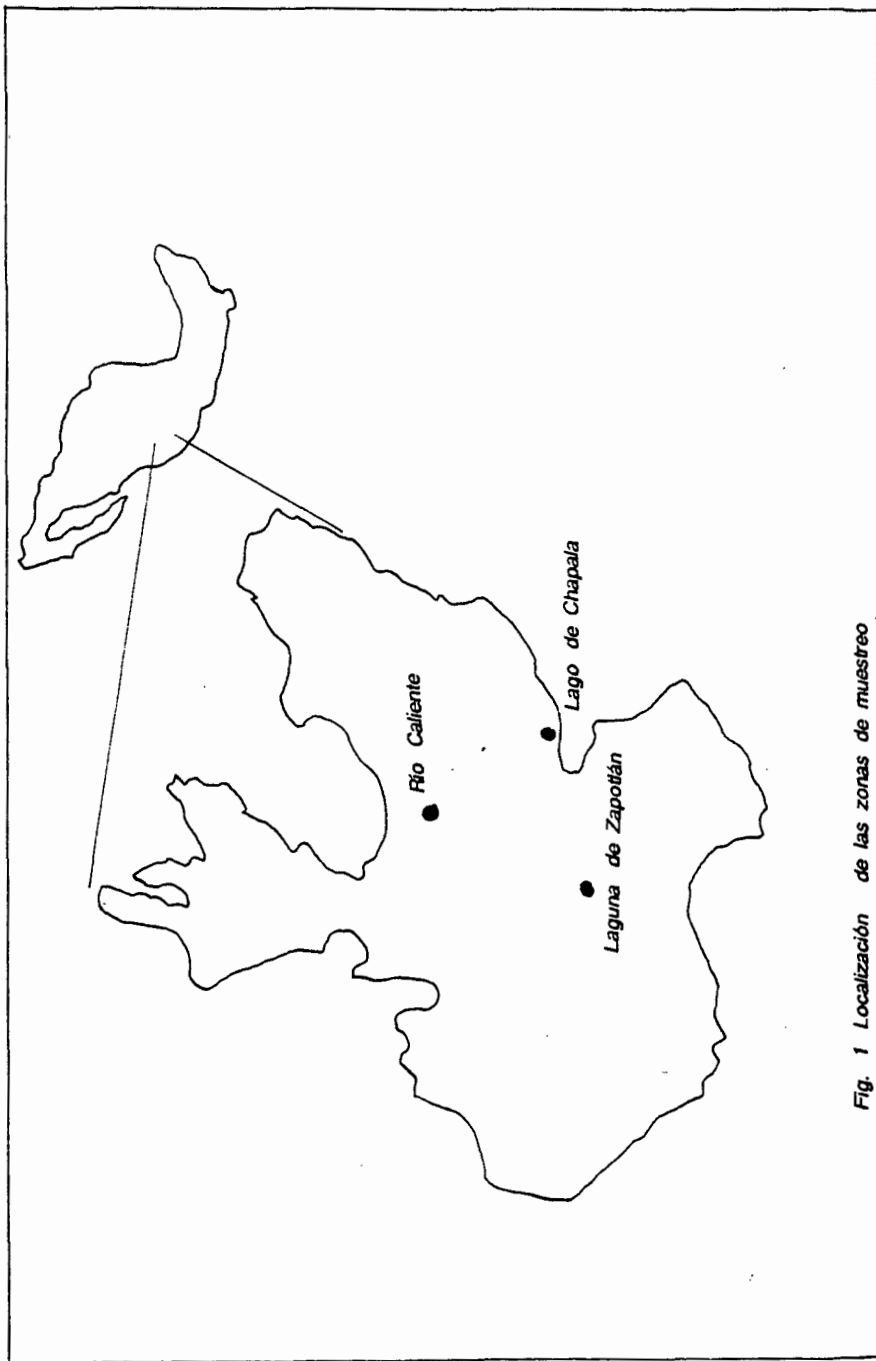 Río Caliente
Lago de Chapala
Laguna de Zapotlán
Fig. 1 Localización de las zonas de muestreo